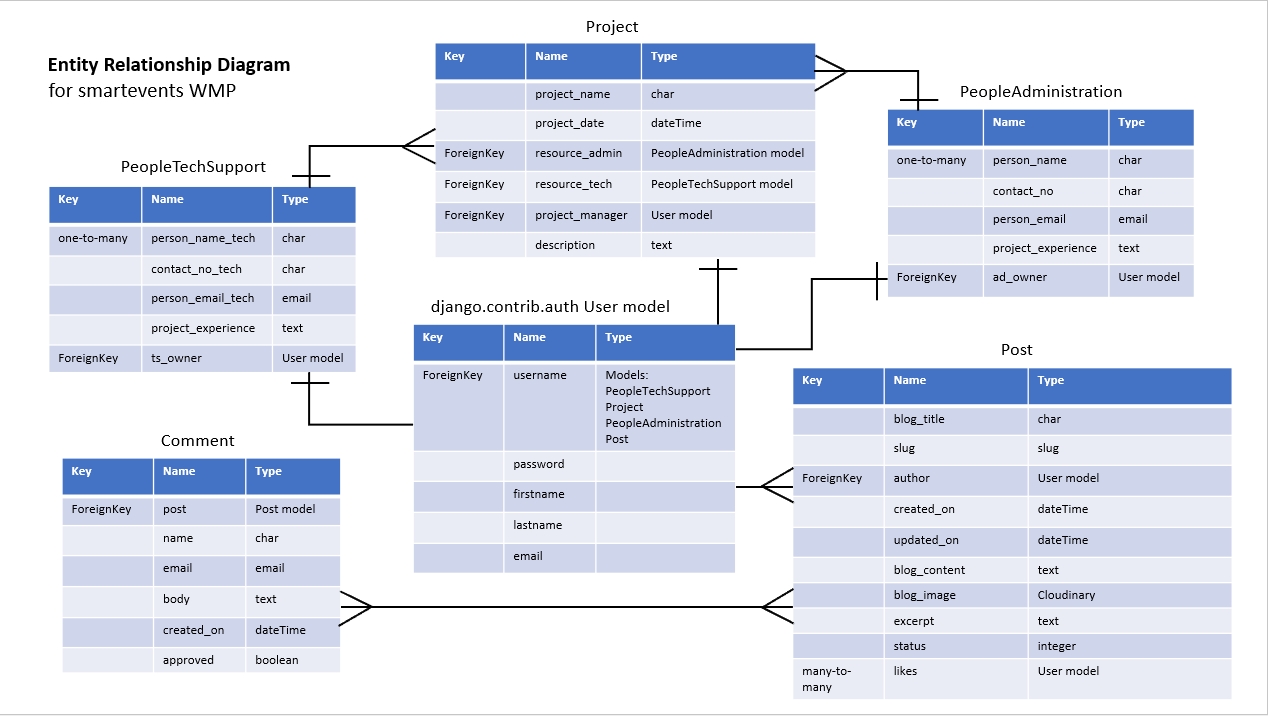 Entity Relationship Diagram
for smartevents WMP
Project
Key Name Type
project_name char
project_date dateTime
ForeignKey resource_admin PeopleAdministration model
ForeignKey resource_tech PeopleTechSupport model
ForeignKey project_manager User model
description text
PeopleAdministration
Key Name Type
one-to-many person_name char
contact_no char
person_email email
project_experience text
ForeignKey ad_owner User model
PeopleTechSupport
Key Name Type
one-to-many person_name_tech char
contact_no_tech char
person_email_tech email
project_experience text
ForeignKey ts_owner User model
django.contrib.auth User model
Key Name Type
ForeignKey username Models:
PeopleTechSupport
Project
PeopleAdministration
Post
password
firstname
lastname
email
Post
Key Name Type
blog_title char
slug slug
ForeignKey author User model
created_on dateTime
updated_on dateTime
blog_content text
blog_image Cloudinary
excerpt text
status integer
many-to- likes User model
many
Comment
Key Name Type
ForeignKey post Post model
name char
email email
body text
created_on dateTime
approved boolean